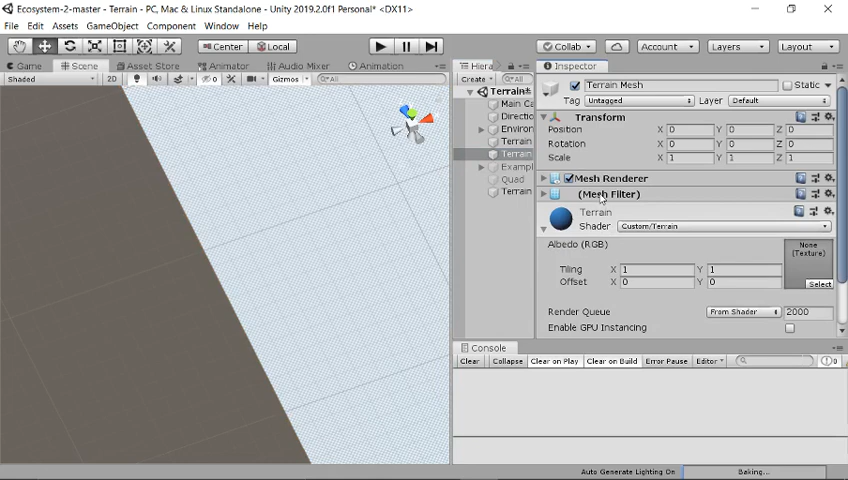 Ecosystem-2-master - Terrain - PC, Mac & Linux Standalone - Unity 2019.2.0f1 Personal* <DX11>
File Edit Assets GameObject Component Window Help
Center Local Collab Account Layers Layout
Game Scene Asset Store Animator Audio Mixer Animation Hiera Inspector
Shaded 2D 0 Gizmos All Create All
Terrain Mesh Static
Terrain*
Tag Untagged Layer Default
Main Ca
Directio
Transform
Environ
Position X 0 Y 0 Z 0
Terrain
Rotation X 0 Y 0 Z 0
Terrain
Scale X 1 Y 1 Z 1
Exampl
Quad
Mesh Renderer
Terrain
(Mesh Filter)
Terrain
Shader Custom/Terrain
Albedo (RGB) None
(Texture)
Tiling X 1 Y 1
Offset X 0 Y 0 Select
Render Queue From Shader 2000
Enable GPU Instancing
Console
Clear Collapse Clear on Play Clear on Build Error Pause Editor 0
Auto Generate Lighting On Baking...